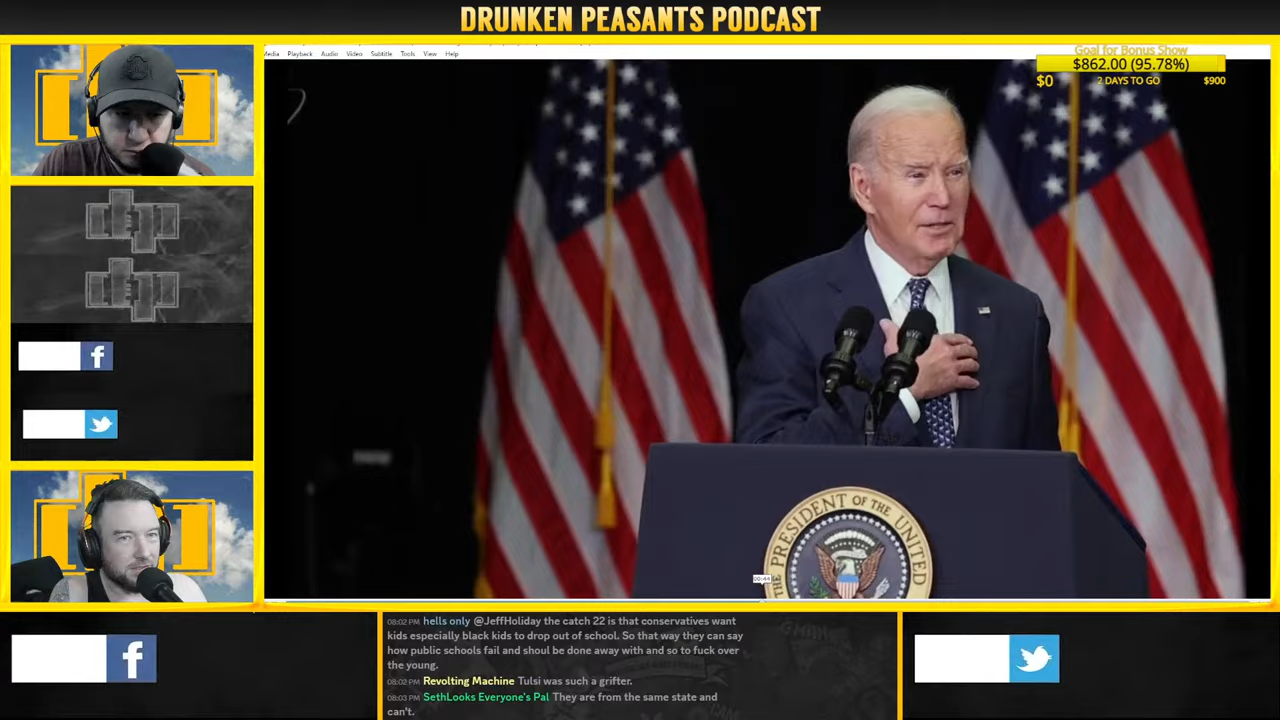 DRUNKEN PEASANTS PODCAST
Media Playback Audio Video Subtitle Tools View Help
Goal for Bonus Show
$862.00 (95.78%)
$0 2 DAYS TO GO $900
f
THE PRESIDENT OF THE UNITED
00:44
f
08:02 PM hells only @JeffHoliday the catch 22 is that conservatives want
kids especially black kids to drop out of school. So that way they can say
how public schools fail and shoul be done away with and so to fuck over
the young.
08:02 PM Revolting Machine Tulsi was such a grifter.
08:03 PM SethLooks Everyone's Pal They are from the same state and
can't.